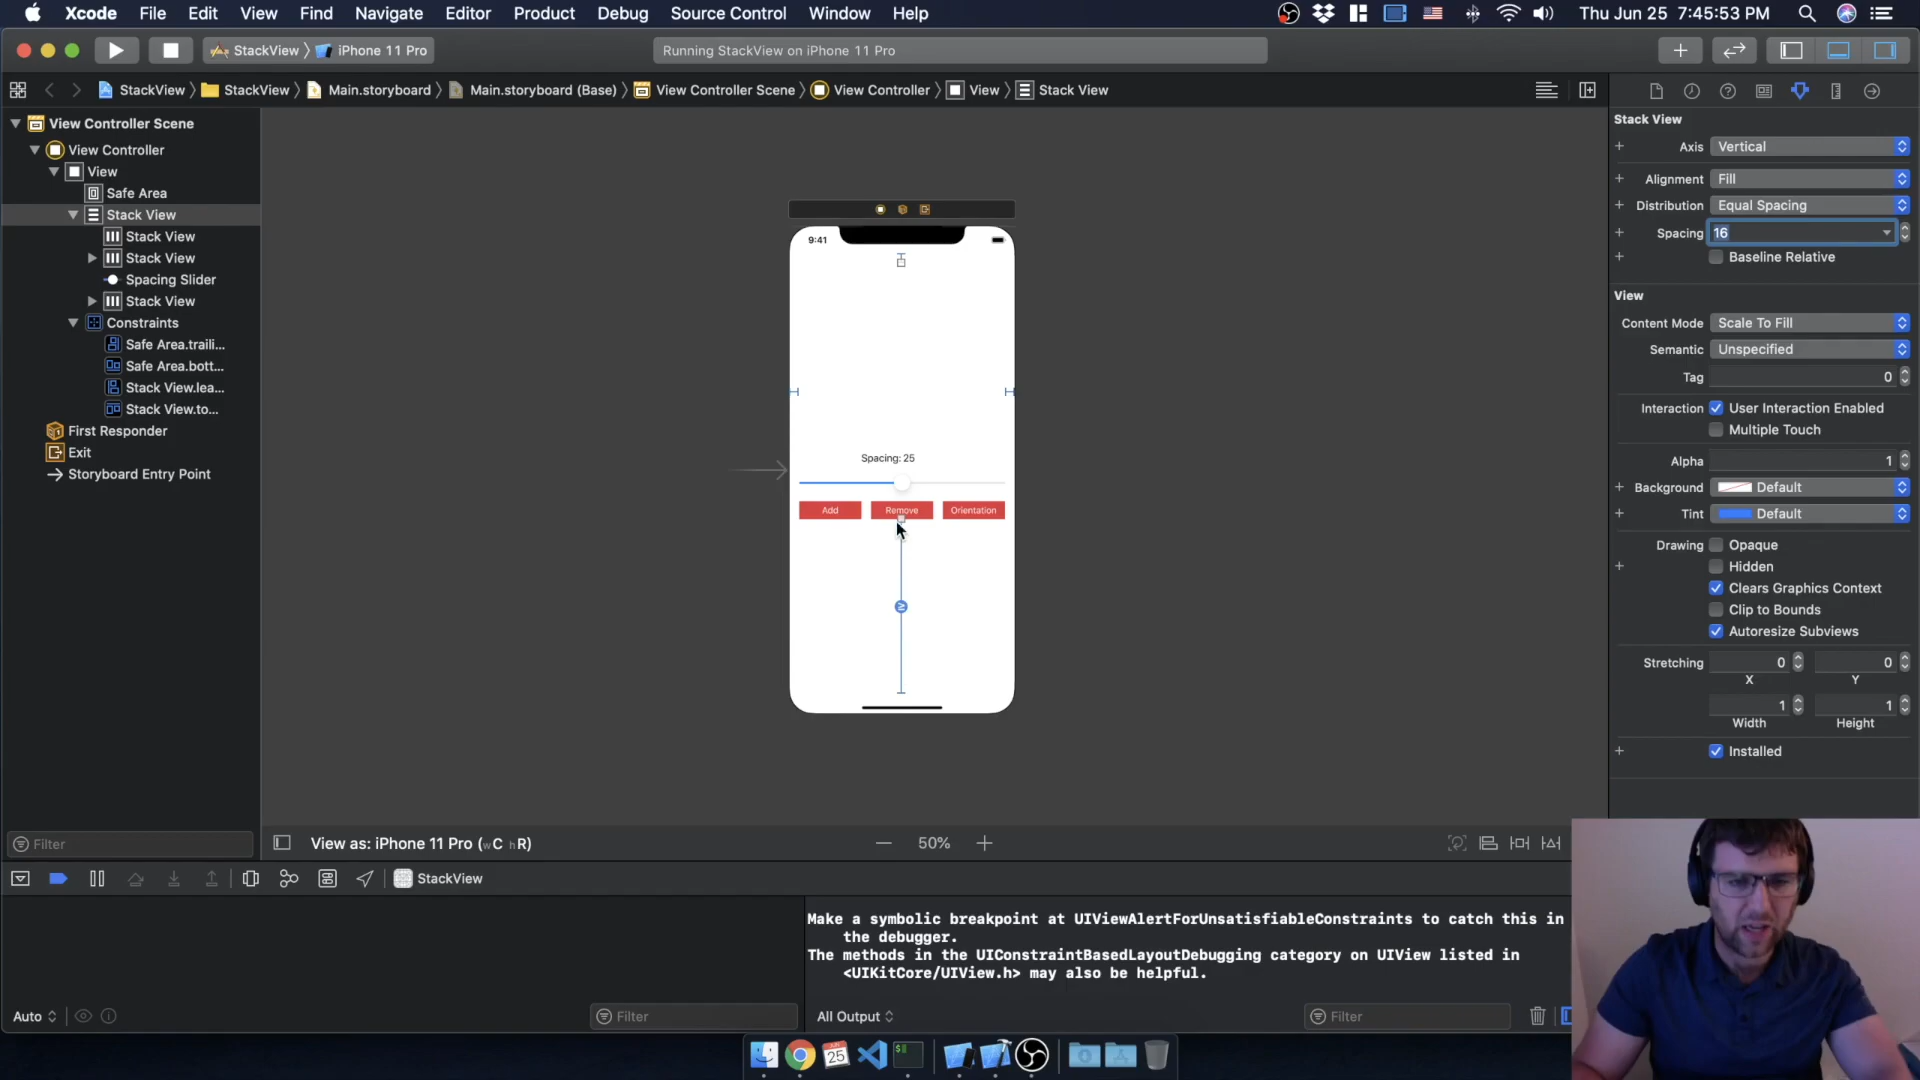 Xcode File Edit View Find Navigate Editor Product Debug Source Control Window Help
Thu Jun 25 7:45:53 PM
StackView iPhone 11 Pro
Running StackView on iPhone 11 Pro
StackView StackView Main.storyboard Main.storyboard (Base) View Controller Scene View Controller View Stack View
View Controller Scene
View Controller
View
Safe Area
Stack View
Stack View
Stack View
Spacing Slider
Stack View
Constraints
Safe Area.traili...
Safe Area.bott...
Stack View.lea...
Stack View.to...
First Responder
Exit
Storyboard Entry Point
Filter
9:41
Spacing: 25
Add Remove Orientation
View as: iPhone 11 Pro (wC hR)
50%
Stack View
Axis Vertical
Alignment Fill
Distribution Equal Spacing
Spacing 16
Baseline Relative
View
Content Mode Scale To Fill
Semantic Unspecified
Tag 0
Interaction User Interaction Enabled
Multiple Touch
Alpha 1
Background Default
Tint Default
Drawing Opaque
Hidden
Clears Graphics Context
Clip to Bounds
Autoresize Subviews
Stretching 0 0
X Y
1 1
Width Height
Installed
StackView
Make a symbolic breakpoint at UIViewAlertForUnsatisfiableConstraints to catch this in
the debugger.
The methods in the UIConstraintBasedLayoutDebugging category on UIView listed in
<UIKitCore/UIView.h> may also be helpful.
Auto
Filter
All Output
Filter
JUN
25